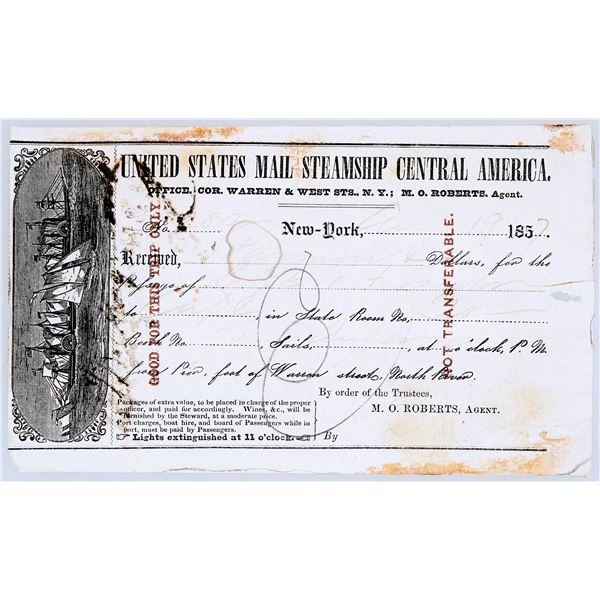 UNITED STATES MAIL STEAMSHIP CENTRAL AMERICA.
OFFICE, COR. WARREN & WEST STS., N. Y.; M. O. ROBERTS, Agent.
No. New-York, 19 1857.
Received, Dollars, for the
Passage of
to in State Room No.
Berth No. Sails, at o'clock, P. M.
from Pier, foot of Warren street, North River.
By order of the Trustees,
M. O. ROBERTS, AGENT.
By
Packages of extra value, to be placed in charge of the proper
officer, and paid for accordingly. Wines, &c., will be
furnished by the Steward, at a moderate price.
Port charges, boat hire, and board of Passengers while in
port, must be paid by Passengers.
☞ Lights extinguished at 11 o'clock. ☜
GOOD FOR THIS TRIP ONLY
NOT TRANSFERABLE.